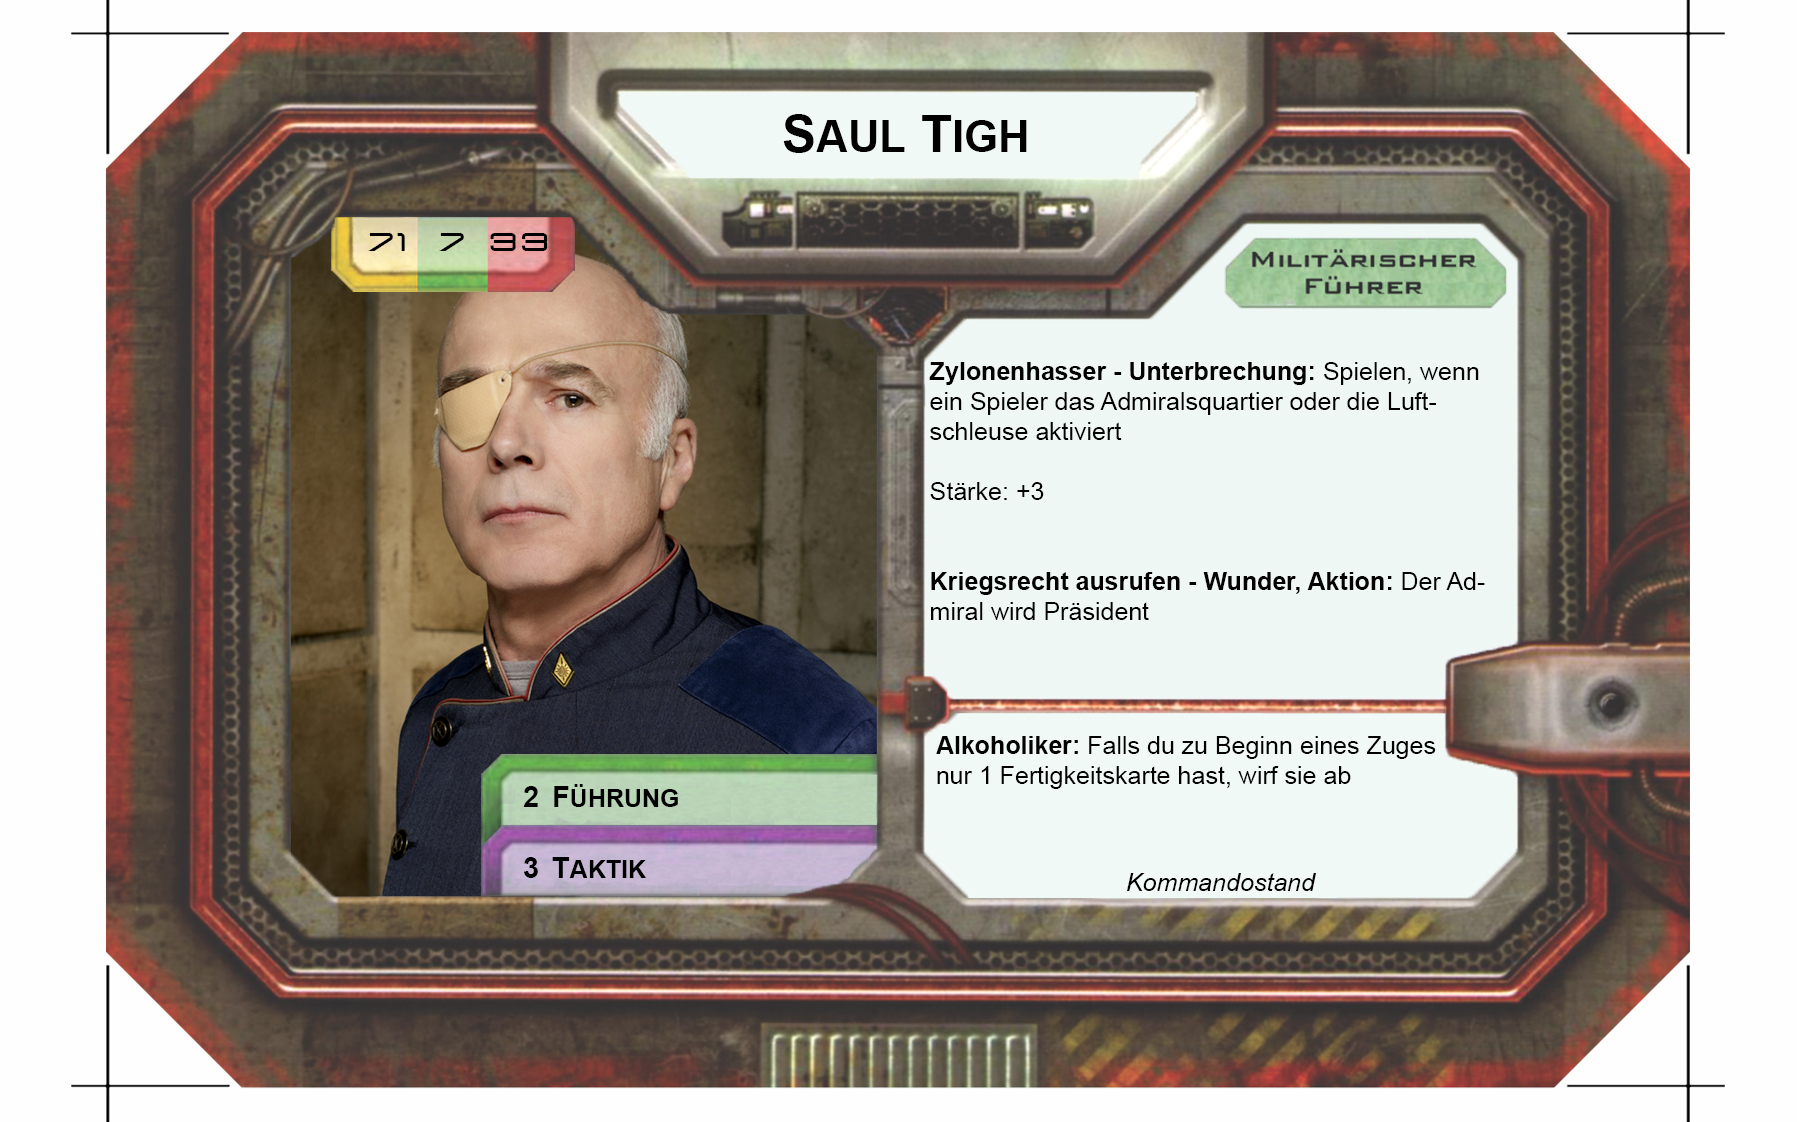 SAUL TIGH
71 7 33
MILITÄRISCHER
FÜHRER
Zylonenhasser - Unterbrechung: Spielen, wenn
ein Spieler das Admiralsquartier oder die Luft-
schleuse aktiviert
Stärke: +3
Kriegsrecht ausrufen - Wunder, Aktion: Der Ad-
miral wird Präsident
Alkoholiker: Falls du zu Beginn eines Zuges
nur 1 Fertigkeitskarte hast, wirf sie ab
Kommandostand
2 FÜHRUNG
3 TAKTIK